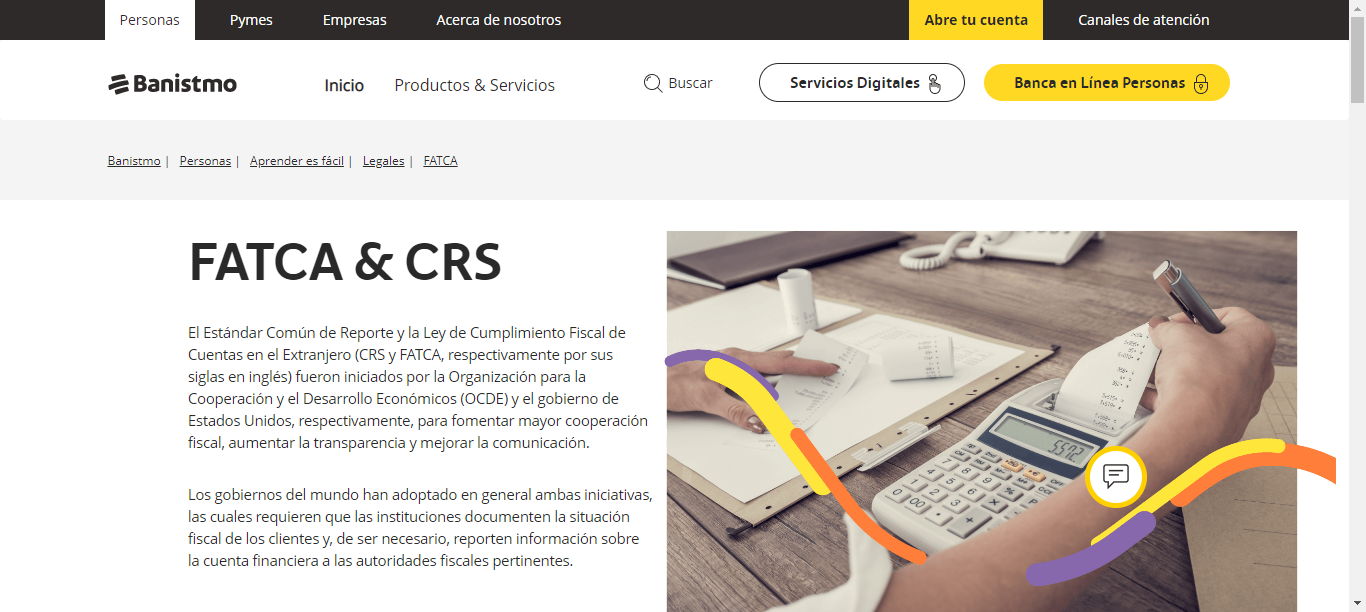 Personas Pymes Empresas Acerca de nosotros Abre tu cuenta Canales de atención
Banistmo Inicio Productos & Servicios Buscar Servicios Digitales Banca en Línea Personas
Banistmo | Personas | Aprender es fácil | Legales | FATCA
FATCA & CRS
El Estándar Común de Reporte y la Ley de Cumplimiento Fiscal de
Cuentas en el Extranjero (CRS y FATCA, respectivamente por sus
siglas en inglés) fueron iniciados por la Organización para la
Cooperación y el Desarrollo Económicos (OCDE) y el gobierno de
Estados Unidos, respectivamente, para fomentar mayor cooperación
fiscal, aumentar la transparencia y mejorar la comunicación.
Los gobiernos del mundo han adoptado en general ambas iniciativas,
las cuales requieren que las instituciones documenten la situación
fiscal de los clientes y, de ser necesario, reporten información sobre
la cuenta financiera a las autoridades fiscales pertinentes.